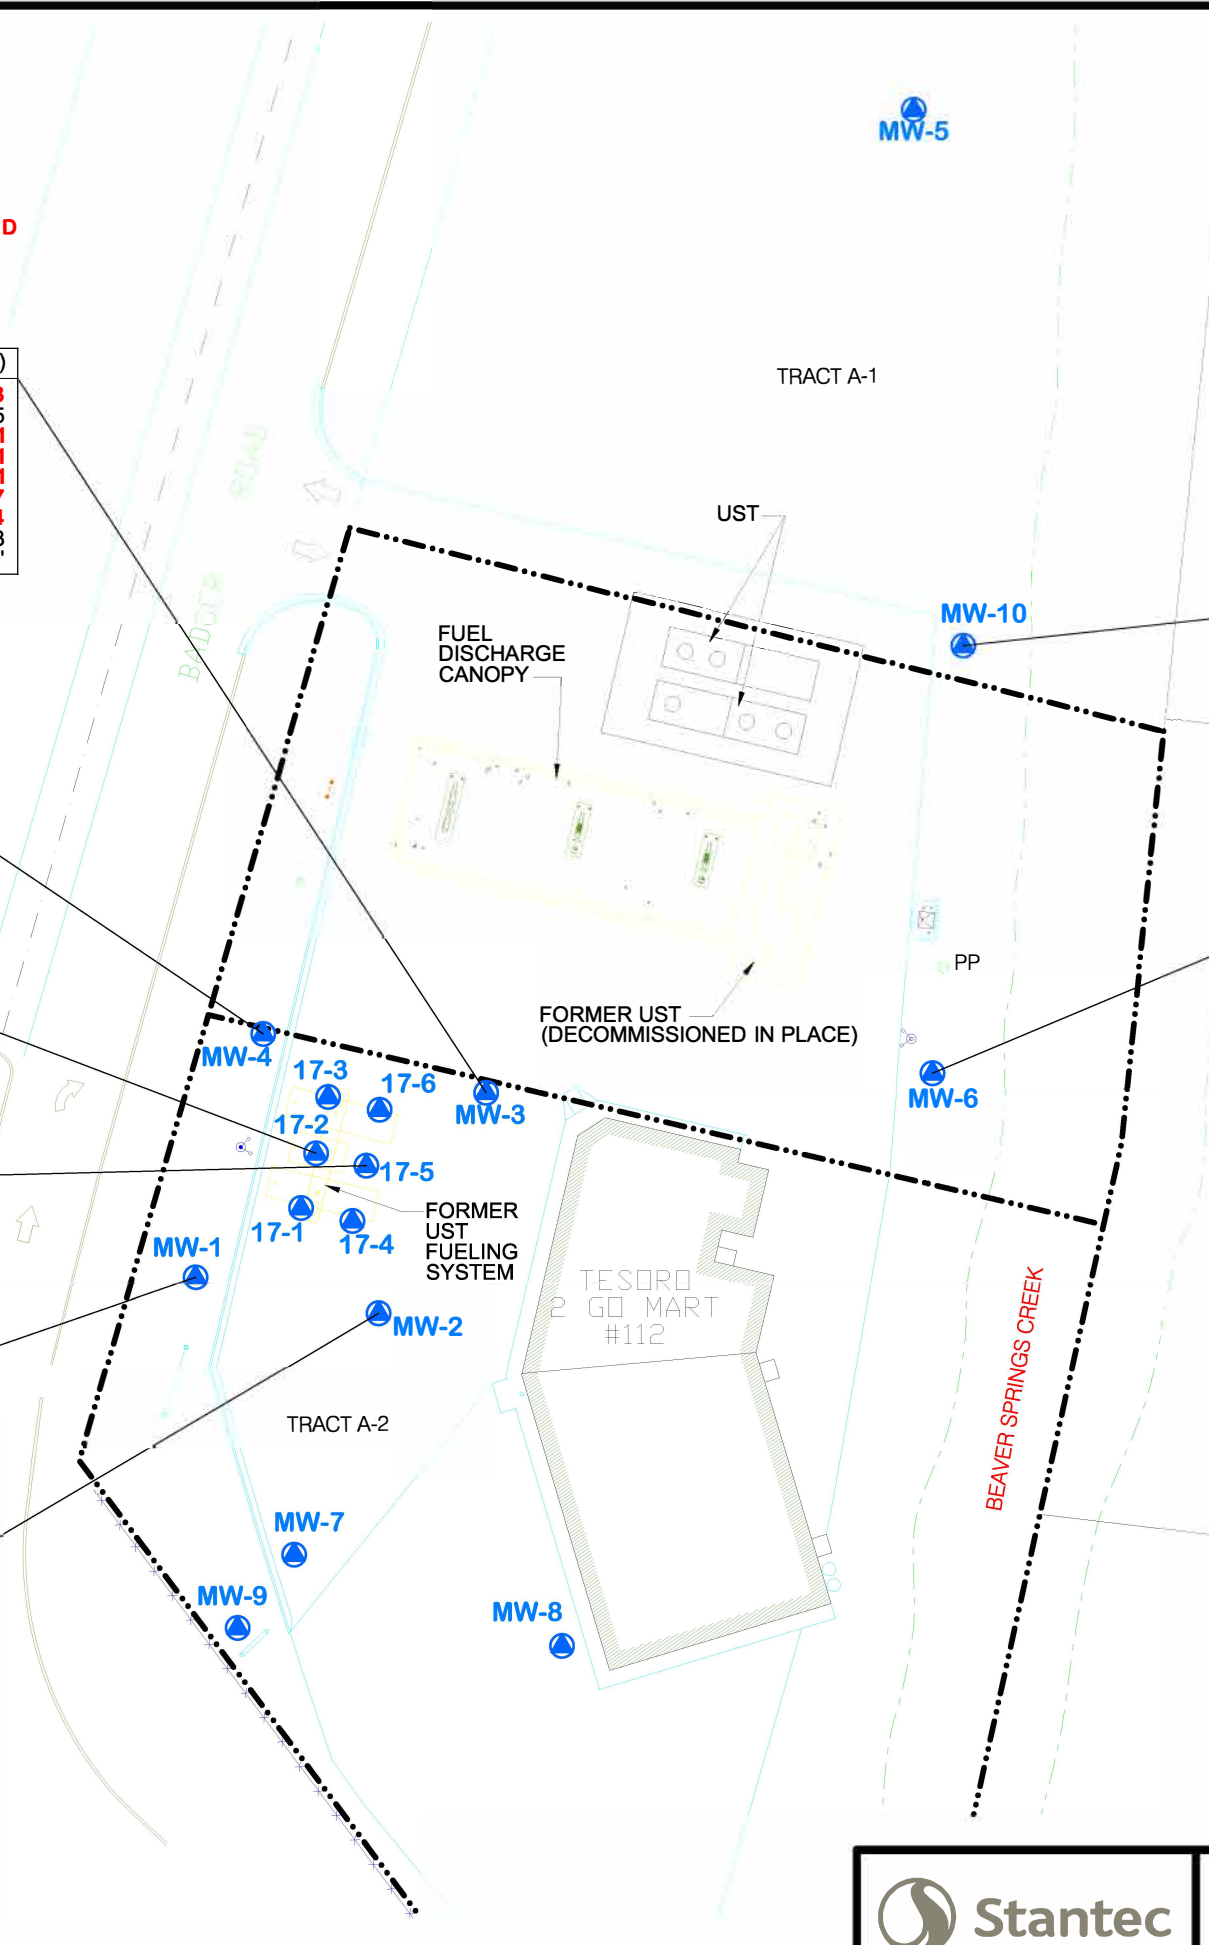 MW-5
D
TRACT A-1
)
ROAD
UST
MW-10
FUEL
DISCHARGE
CANOPY
BADGER
PP
FORMER UST
(DECOMMISSIONED IN PLACE)
MW-4
17-3
17-6
MW-3
MW-6
17-2
17-5
17-1
17-4
FORMER
UST
FUELING
SYSTEM
MW-1
MW-2
TESORO
2 GO MART
#112
BEAVER SPRINGS CREEK
TRACT A-2
MW-7
MW-9
MW-8
Stantec